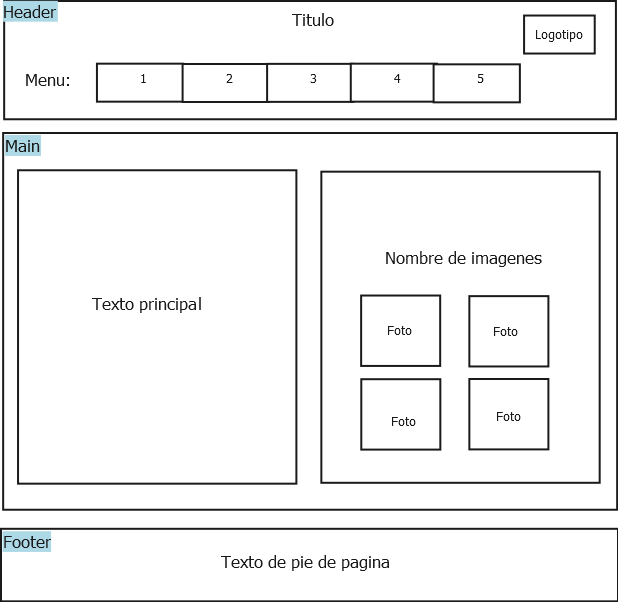 Header
Titulo
Logotipo
Menu: 1 2 3 4 5
Main
Texto principal
Nombre de imagenes
Foto Foto
Foto Foto
Footer
Texto de pie de pagina